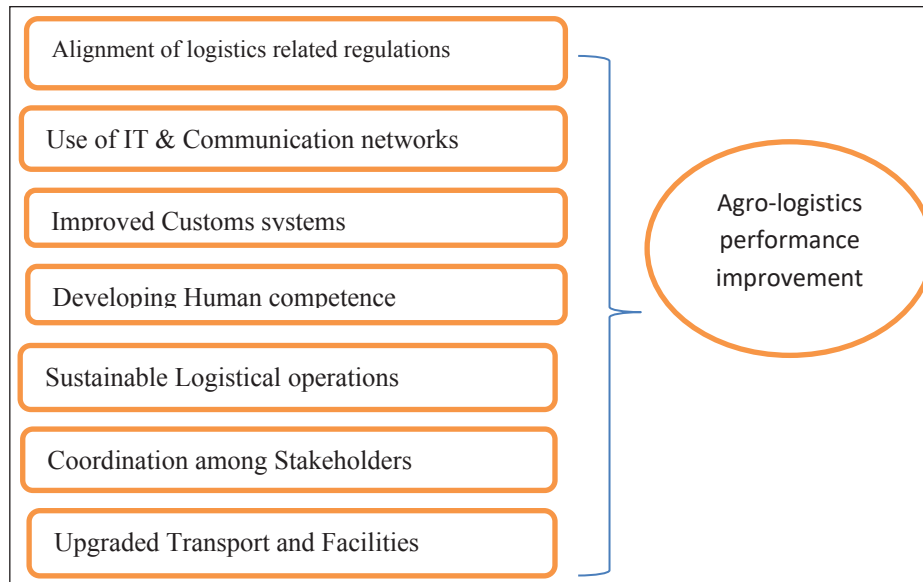 Alignment of logistics related regulations
Use of IT & Communication networks
Improved Customs systems
Developing Human competence
Sustainable Logistical operations
Coordination among Stakeholders
Upgraded Transport and Facilities
Agro-logistics
performance
improvement